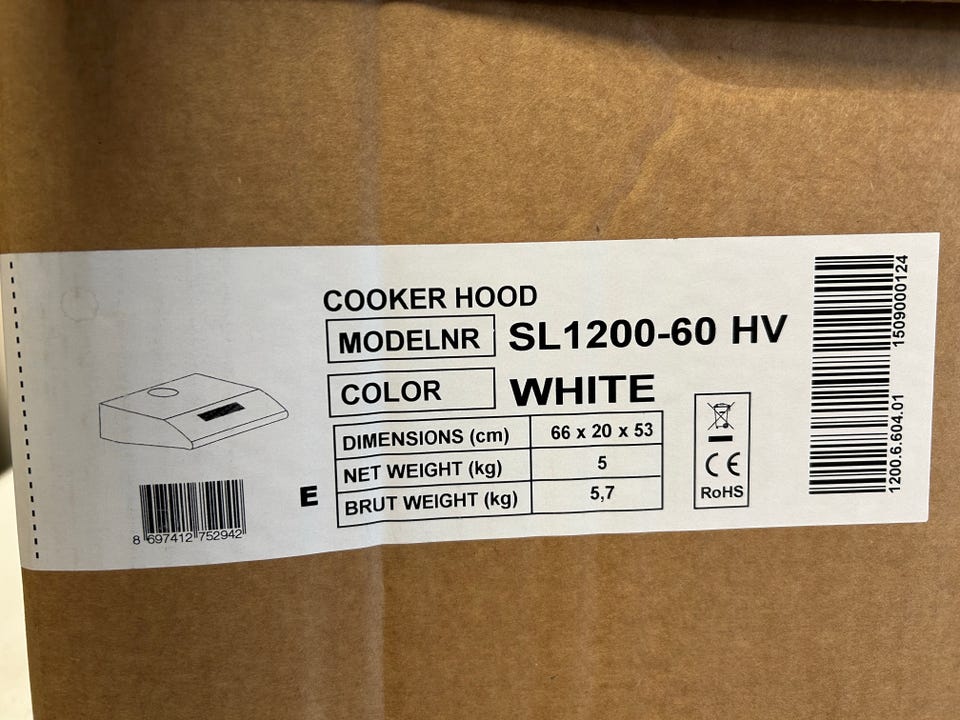 COOKER HOOD
MODELNR SL1200-60 HV
COLOR WHITE
DIMENSIONS (cm) 66 x 20 x 53
NET WEIGHT (kg) 5
BRUT WEIGHT (kg) 5,7
E
CE
RoHS
8 697412 752942
1200.6.604.01 1509000124